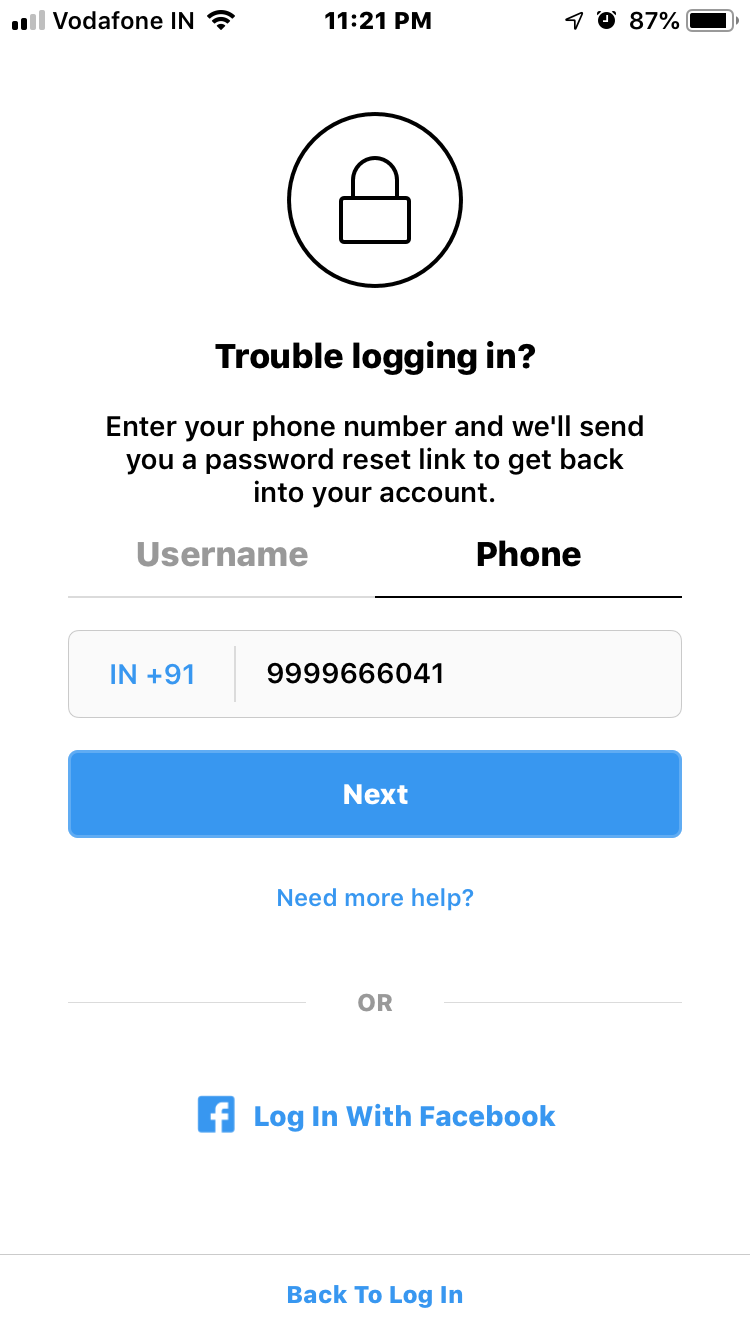 Vodafone IN 11:21 PM 87%
Trouble logging in?
Enter your phone number and we'll send
you a password reset link to get back
into your account.
Username Phone
IN +91 9999666041
Next
Need more help?
OR
Log In With Facebook
Back To Log In